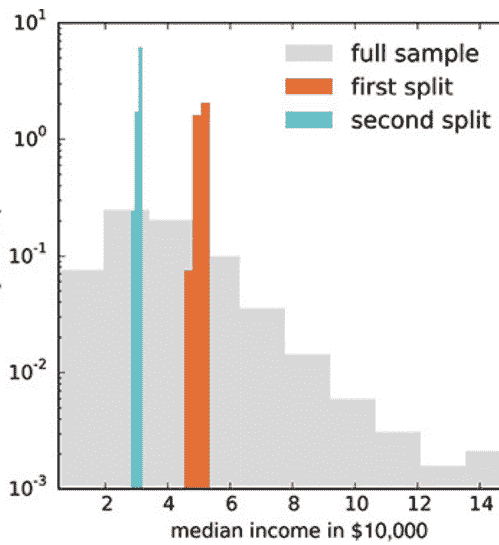 10^1
full sample
first split
10^0
second split
10^-1
10^-2
10^-3
2 4 6 8 10 12 14
median income in $10,000